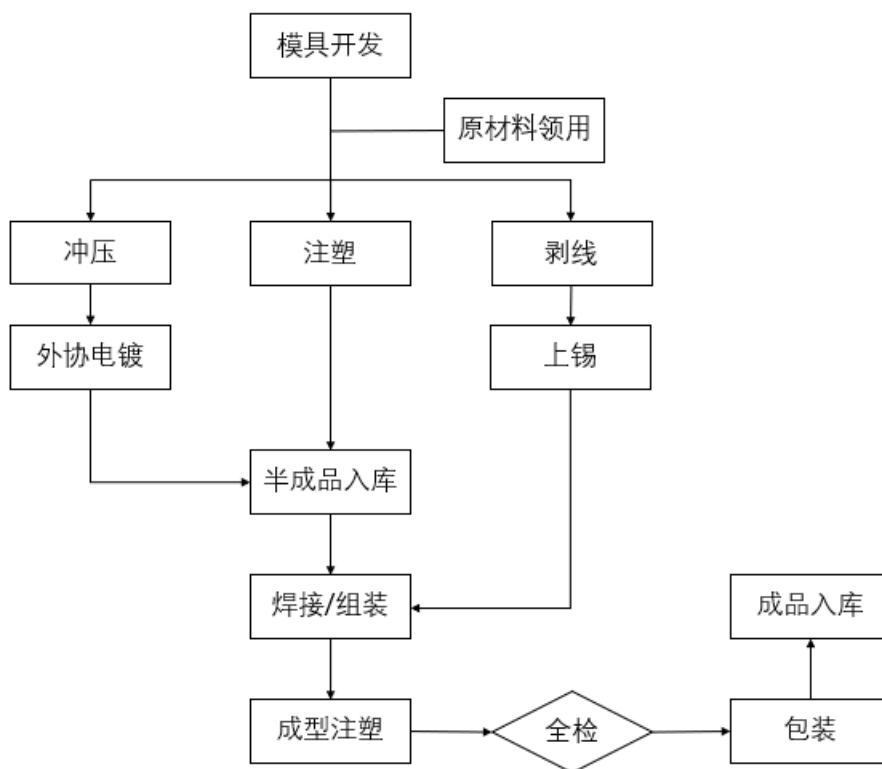 模具开发
原材料领用
冲压
注塑
剥线
外协电镀
上锡
半成品入库
焊接/组装
成品入库
成型注塑
全检
包装